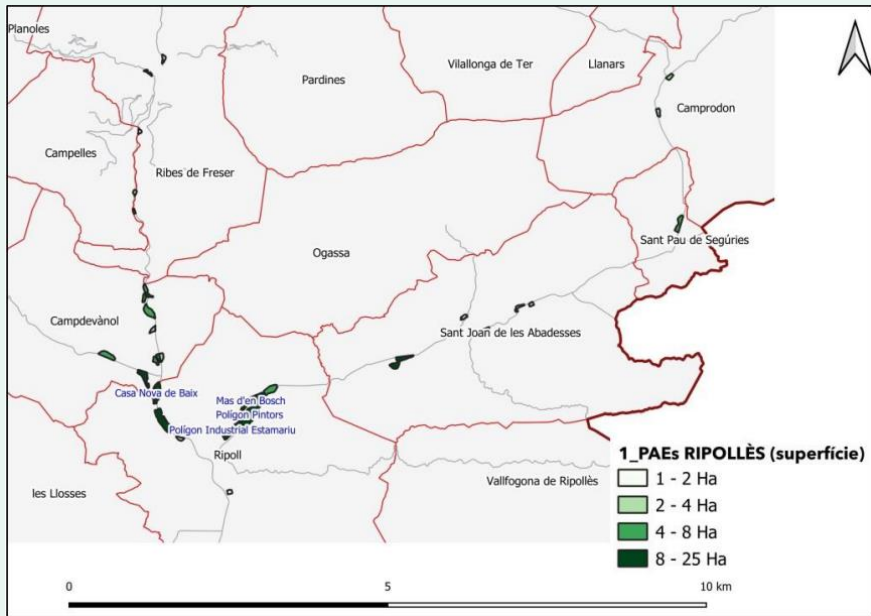 Planoles
Pardines
Vilallonga de Ter
Llanars
Camprodon
Campelles
Ribes de Freser
Ogassa
Sant Pau de Segúries
Campdevànol
Sant Joan de les Abadesses
Casa Nova de Baix
Mas d'en Bosch
Polígon Pintors
Polígon Industrial Estamariu
Ripoll
les Llosses
Vallfogona de Ripollès
1_PAEs RIPOLLÈS (superfície)
1 - 2 Ha
2 - 4 Ha
4 - 8 Ha
8 - 25 Ha
0 5 10 km